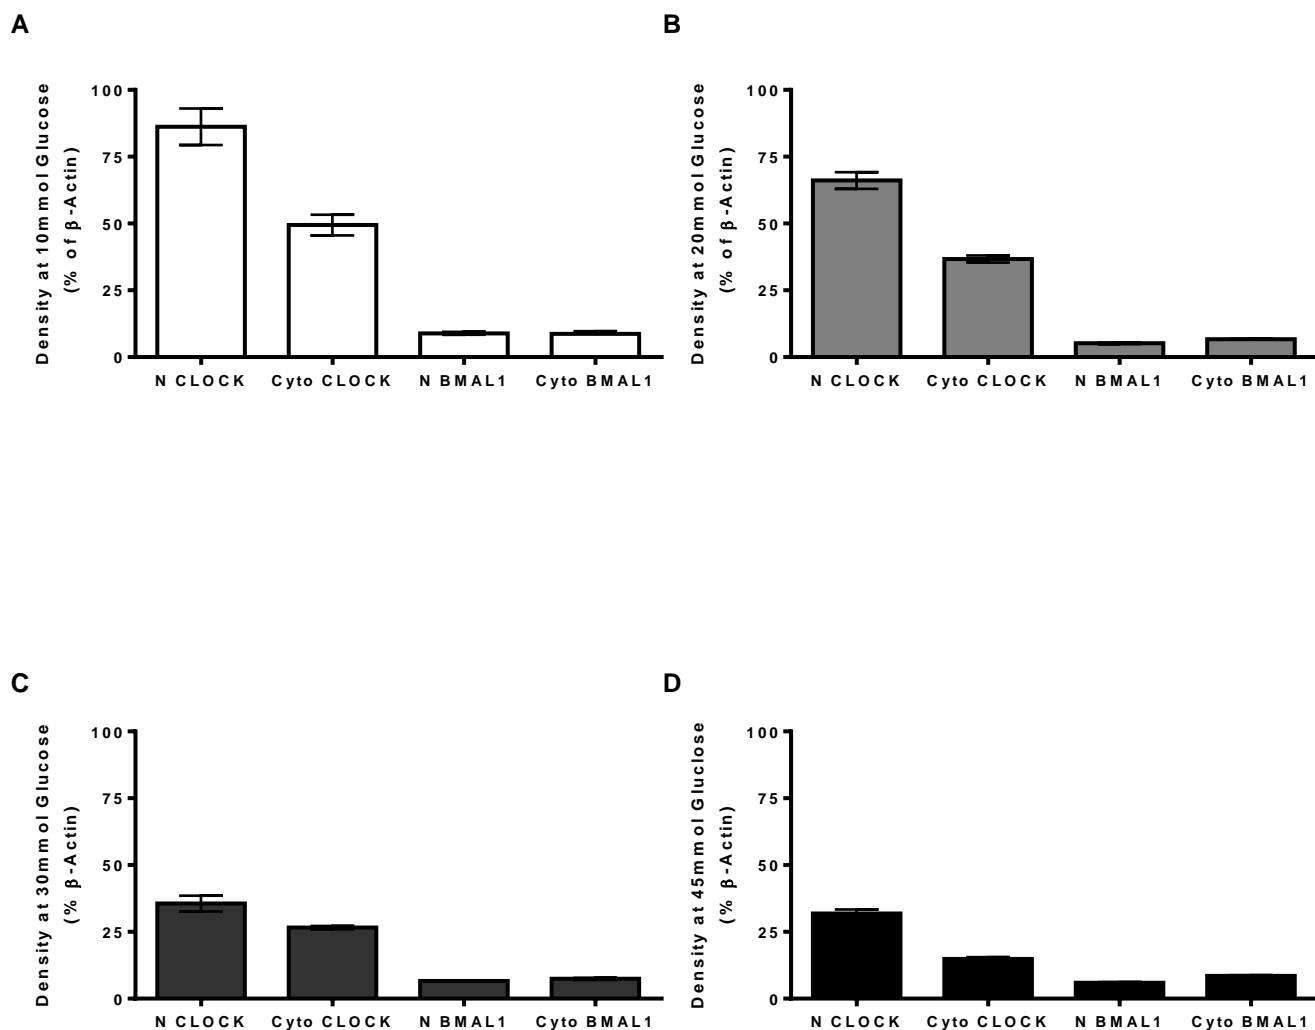 A
Density at 10mmol Glucose
(% of β-Actin)
100
75
50
25
0
N CLOCK
Cyto CLOCK
N BMAL1
Cyto BMAL1
B
Density at 20mmol Glucose
(% of β-Actin)
100
75
50
25
0
N CLOCK
Cyto CLOCK
N BMAL1
Cyto BMAL1
C
Density at 30mmol Glucose
(% β-Actin)
100
75
50
25
0
N CLOCK
Cyto CLOCK
N BMAL1
Cyto BMAL1
D
Density at 45mmol Gluclose
(% β-Actin)
100
75
50
25
0
N CLOCK
Cyto CLOCK
N BMAL1
Cyto BMAL1